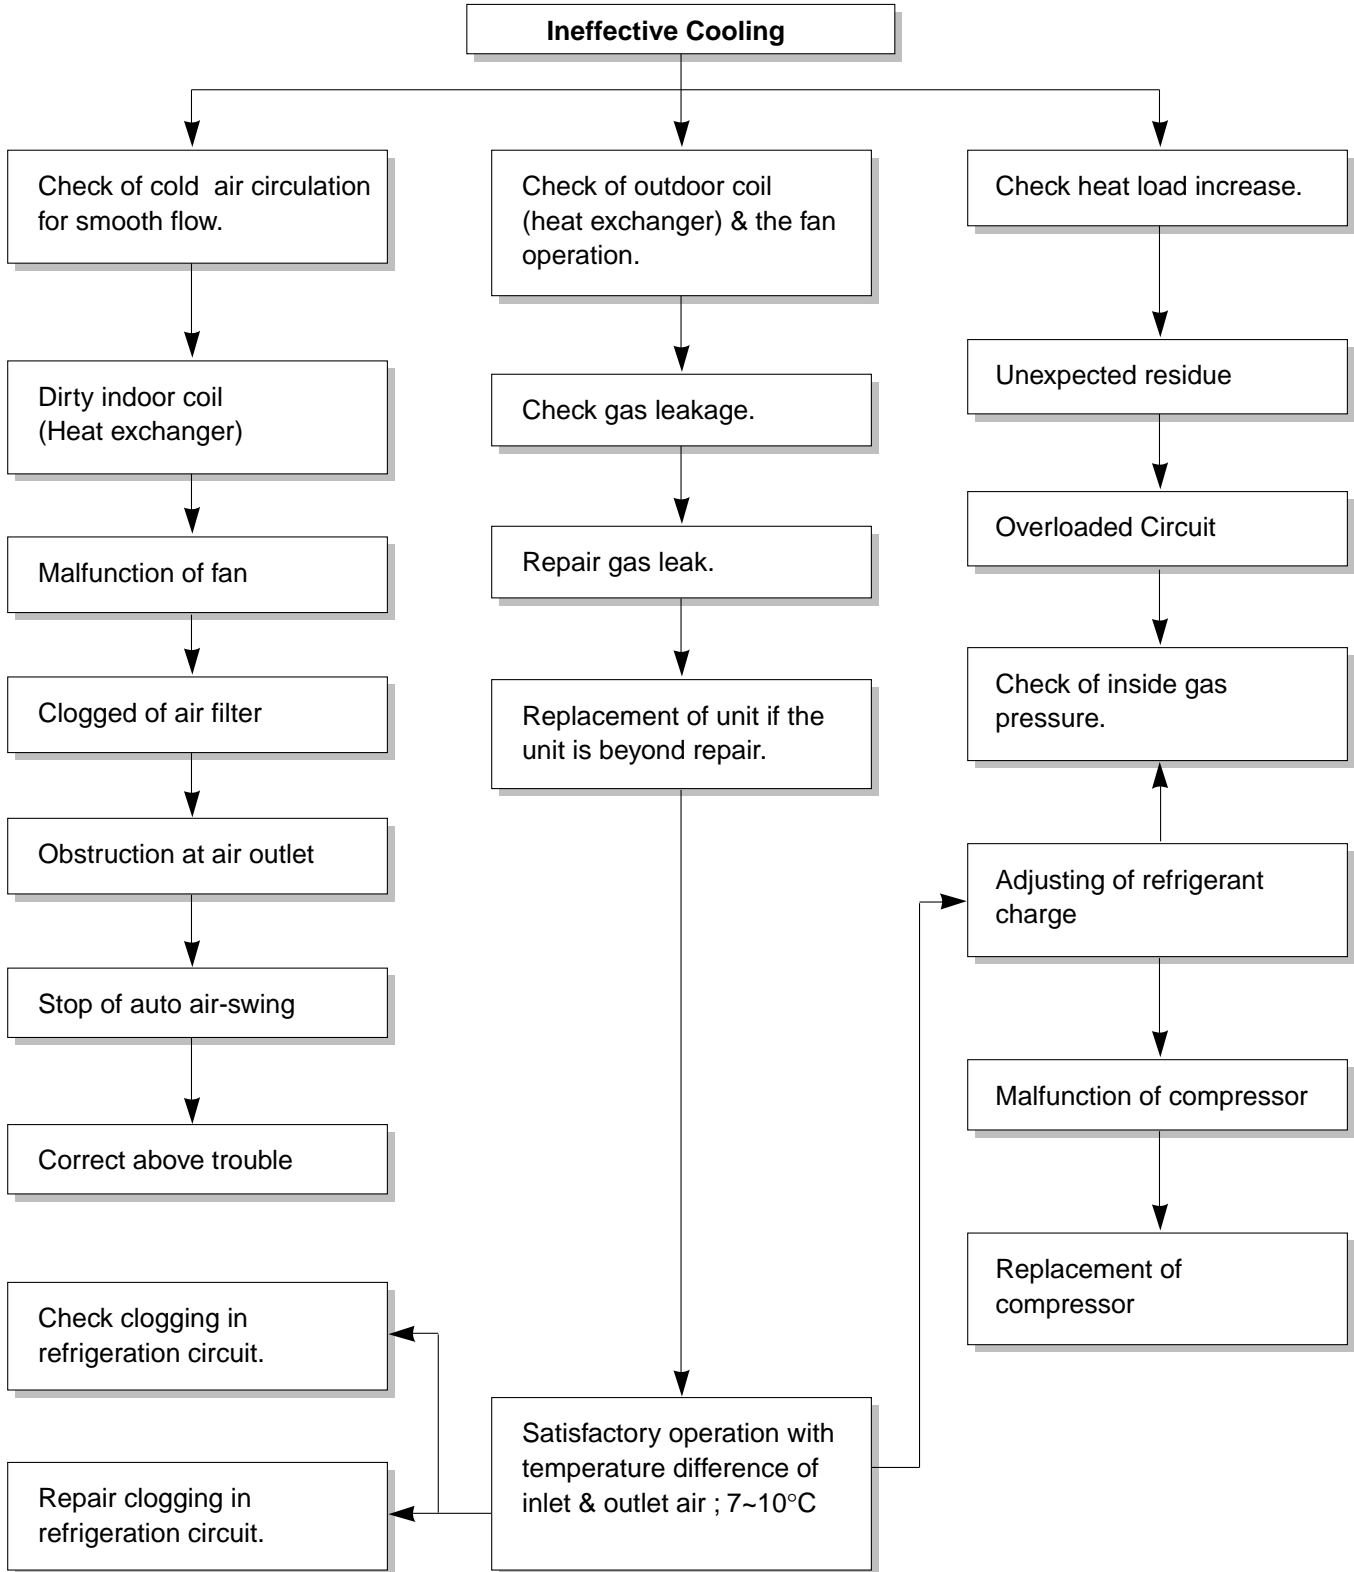 Ineffective Cooling
Check of cold air circulation
for smooth flow.
Dirty indoor coil
(Heat exchanger)
Malfunction of fan
Clogged of air filter
Obstruction at air outlet
Stop of auto air-swing
Correct above trouble
Check clogging in
refrigeration circuit.
Repair clogging in
refrigeration circuit.
Check of outdoor coil
(heat exchanger) & the fan
operation.
Check gas leakage.
Repair gas leak.
Replacement of unit if the
unit is beyond repair.
Satisfactory operation with
temperature difference of
inlet & outlet air ; 7~10°C
Check heat load increase.
Unexpected residue
Overloaded Circuit
Check of inside gas
pressure.
Adjusting of refrigerant
charge
Malfunction of compressor
Replacement of
compressor